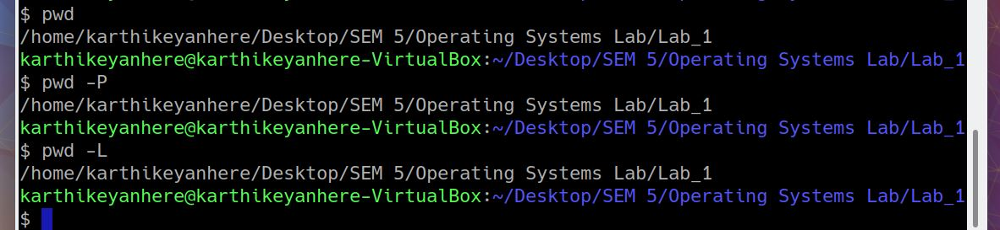 $ pwd
/home/karthikeyanhere/Desktop/SEM 5/Operating Systems Lab/Lab_1
karthikeyanhere@karthikeyanhere-VirtualBox:~/Desktop/SEM 5/Operating Systems Lab/Lab_1
$ pwd -P
/home/karthikeyanhere/Desktop/SEM 5/Operating Systems Lab/Lab_1
karthikeyanhere@karthikeyanhere-VirtualBox:~/Desktop/SEM 5/Operating Systems Lab/Lab_1
$ pwd -L
/home/karthikeyanhere/Desktop/SEM 5/Operating Systems Lab/Lab_1
karthikeyanhere@karthikeyanhere-VirtualBox:~/Desktop/SEM 5/Operating Systems Lab/Lab_1
$